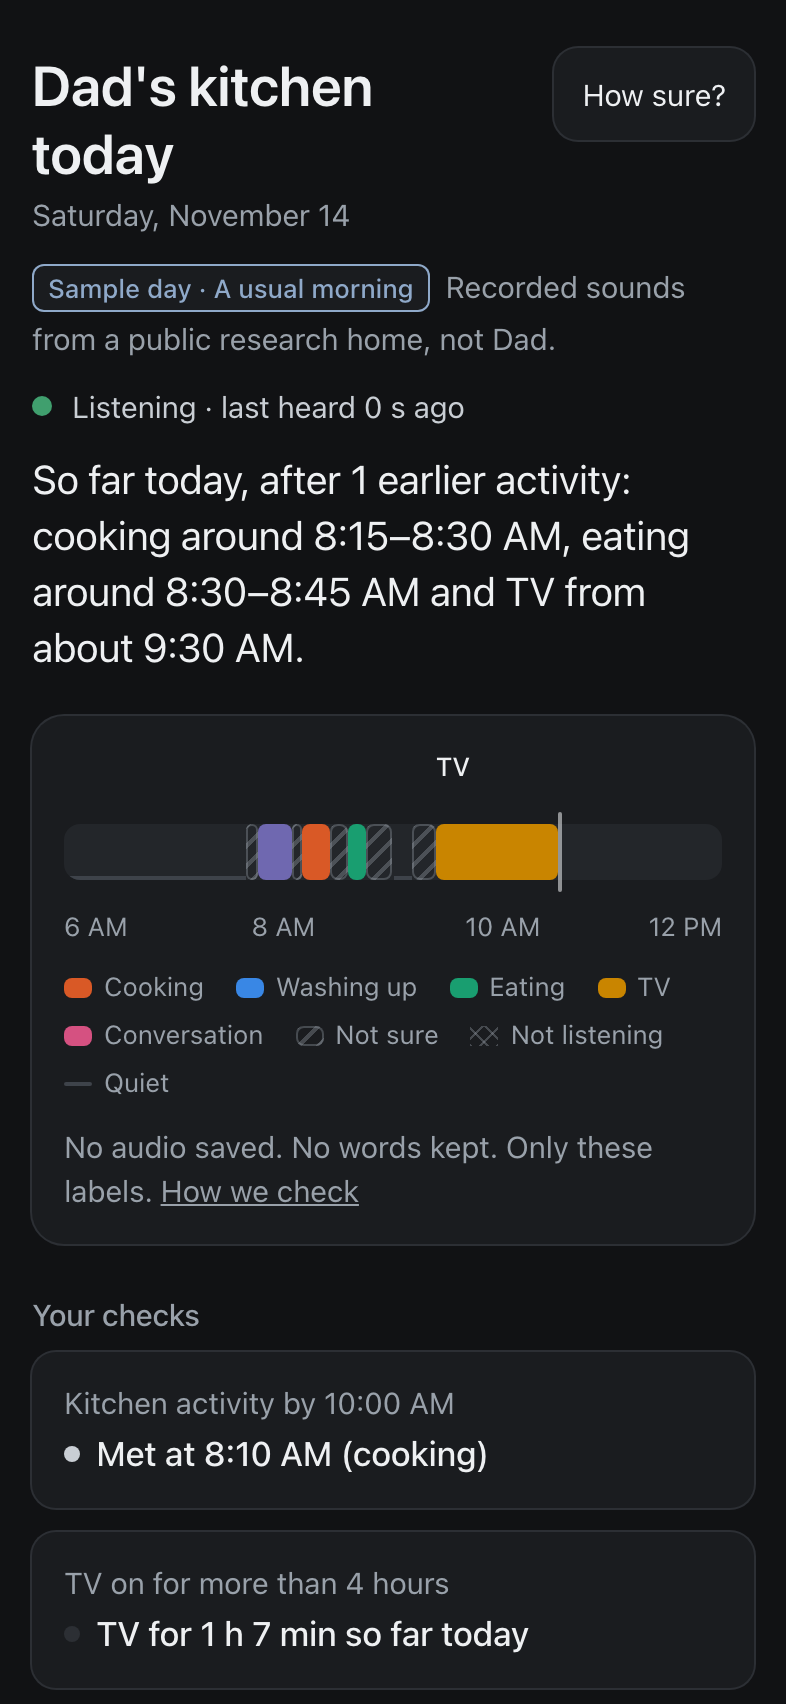 Dad's kitchen
today
How sure?
Saturday, November 14
Sample day · A usual morning Recorded sounds
from a public research home, not Dad.
Listening · last heard 0 s ago
So far today, after 1 earlier activity:
cooking around 8:15–8:30 AM, eating
around 8:30–8:45 AM and TV from
about 9:30 AM.
TV
6 AM 8 AM 10 AM 12 PM
Cooking Washing up Eating TV
Conversation Not sure Not listening
Quiet
No audio saved. No words kept. Only these
labels. How we check
Your checks
Kitchen activity by 10:00 AM
Met at 8:10 AM (cooking)
TV on for more than 4 hours
TV for 1 h 7 min so far today